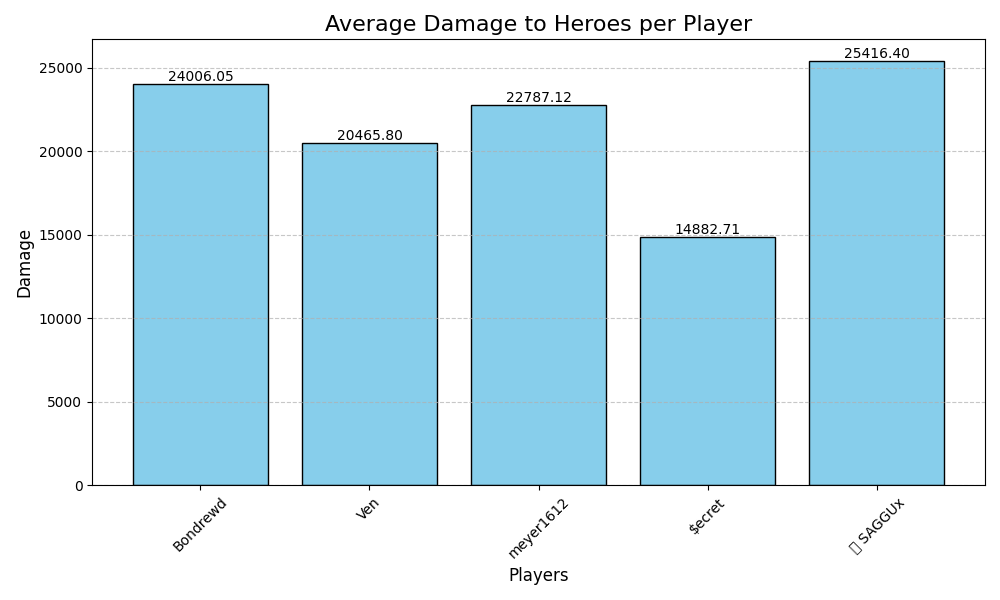 Average Damage to Heroes per Player
24006.05
20465.80
22787.12
14882.71
25416.40
25000
20000
15000
10000
5000
0
Damage
Bondrewd
Ven
meyer1612
$ecret
SAGGUx
Players